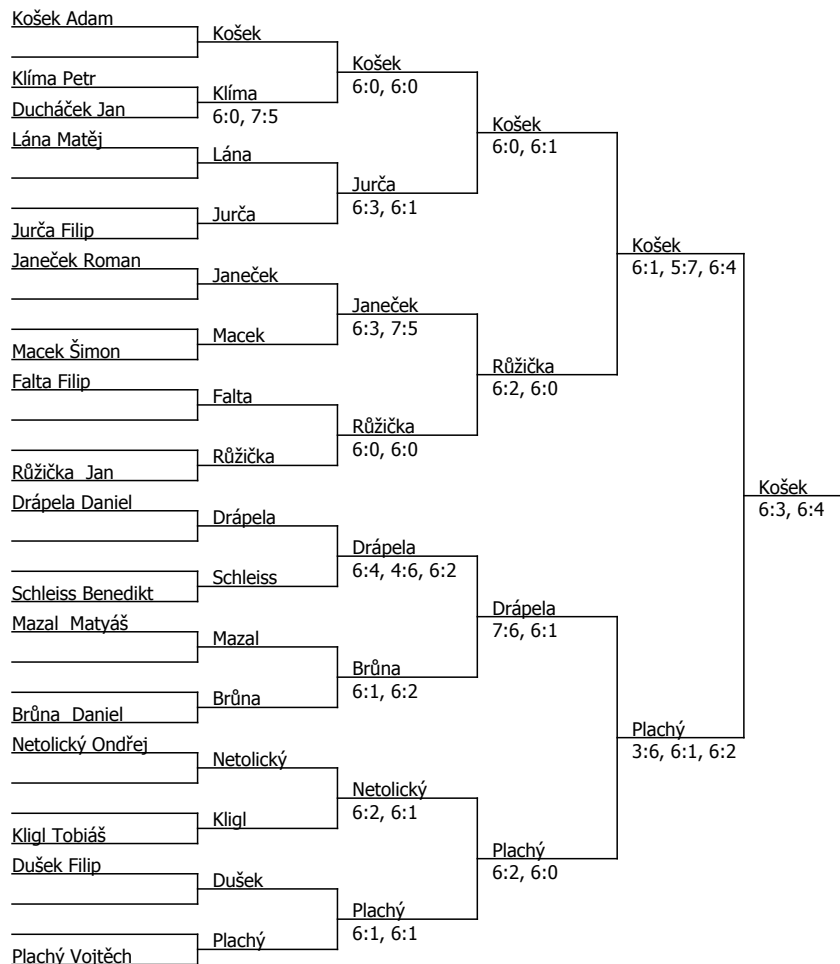 Košek Adam
Košek
Košek
6:0, 6:0
Klíma Petr
Klíma
6:0, 7:5
Ducháček Jan
Košek
6:0, 6:1
Lána Matěj
Lána
Jurča
6:3, 6:1
Jurča
Jurča Filip
Košek
6:1, 5:7, 6:4
Janeček Roman
Janeček
Janeček
6:3, 7:5
Macek
Macek Šimon
Růžička
6:2, 6:0
Falta Filip
Falta
Růžička
6:0, 6:0
Růžička
Růžička  Jan
Košek
6:3, 6:4
Drápela Daniel
Drápela
Drápela
6:4, 4:6, 6:2
Schleiss
Schleiss Benedikt
Drápela
7:6, 6:1
Mazal  Matyáš
Mazal
Brůna
6:1, 6:2
Brůna
Brůna  Daniel
Plachý
3:6, 6:1, 6:2
Netolický Ondřej
Netolický
Netolický
6:2, 6:1
Kligl
Kligl Tobiáš
Plachý
6:2, 6:0
Dušek Filip
Dušek
Plachý
6:1, 6:1
Plachý
Plachý Vojtěch